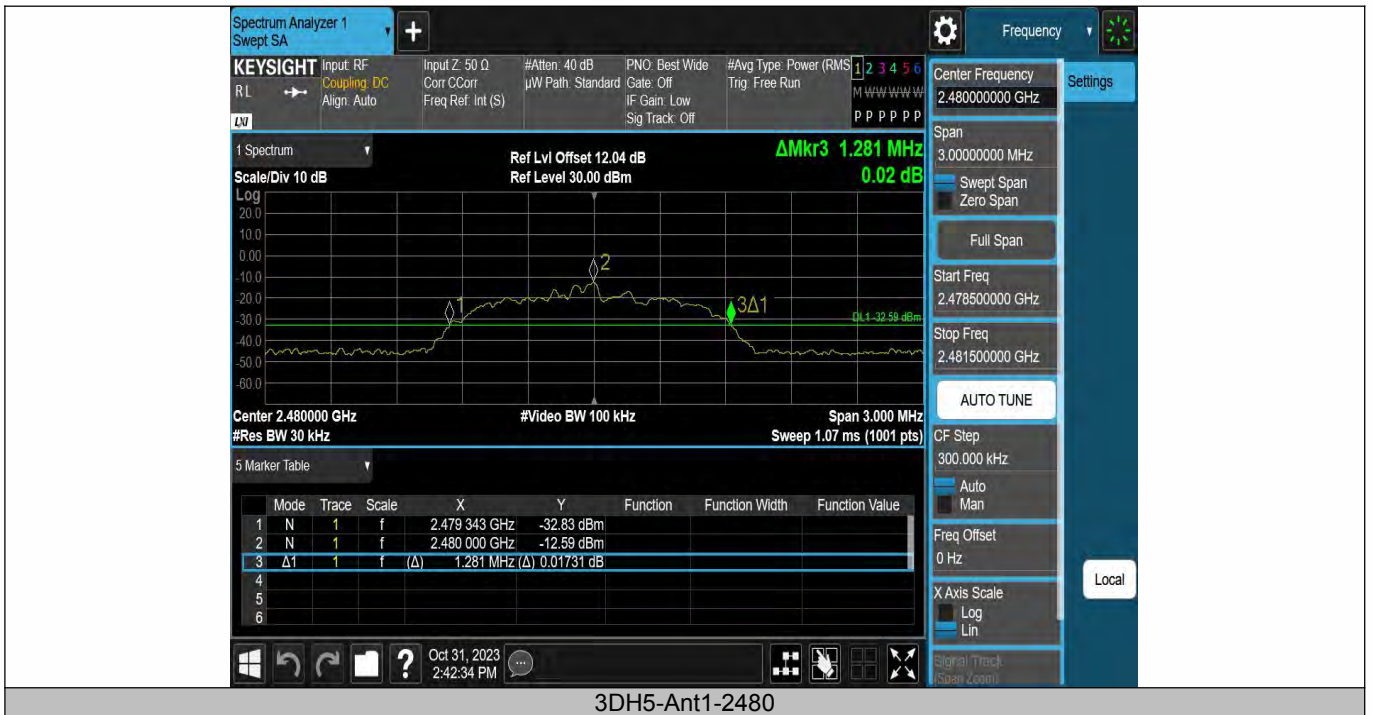 Spectrum Analyzer 1
Swept SA
+
Frequency
KEYSIGHT
RL
LXI
Input: RF
Coupling: DC
Align: Auto
Input Z: 50 Ω
Corr CCorr
Freq Ref: Int (S)
#Atten: 40 dB
µW Path: Standard
PNO: Best Wide
Gate: Off
IF Gain: Low
Sig Track: Off
#Avg Type: Power (RMS
Trig: Free Run
1 2 3 4 5 6
M W W W W W
P P P P P P
Center Frequency
2.480000000 GHz
Settings
Span
3.00000000 MHz
Swept Span
Zero Span
Full Span
Start Freq
2.478500000 GHz
Stop Freq
2.481500000 GHz
AUTO TUNE
CF Step
300.000 kHz
Auto
Man
Freq Offset
0 Hz
X Axis Scale
Log
Lin
Signal Track
(Span Zoom)
Local
1 Spectrum
Scale/Div 10 dB
Ref Lvl Offset 12.04 dB
Ref Level 30.00 dBm
ΔMkr3 1.281 MHz
0.02 dB
Log
20.0
10.0
0.00
-10.0
-20.0
-30.0
-40.0
-50.0
-60.0
1
2
3Δ1
DL1 -32.59 dBm
Center 2.480000 GHz
#Res BW 30 kHz
#Video BW 100 kHz
Span 3.000 MHz
Sweep 1.07 ms (1001 pts)
5 Marker Table
Mode Trace Scale X Y Function Function Width Function Value
1 N 1 f 2.479 343 GHz -32.83 dBm
2 N 1 f 2.480 000 GHz -12.59 dBm
3 Δ1 1 f (Δ) 1.281 MHz (Δ) 0.01731 dB
4
5
6
?
Oct 31, 2023
2:42:34 PM
3DH5-Ant1-2480